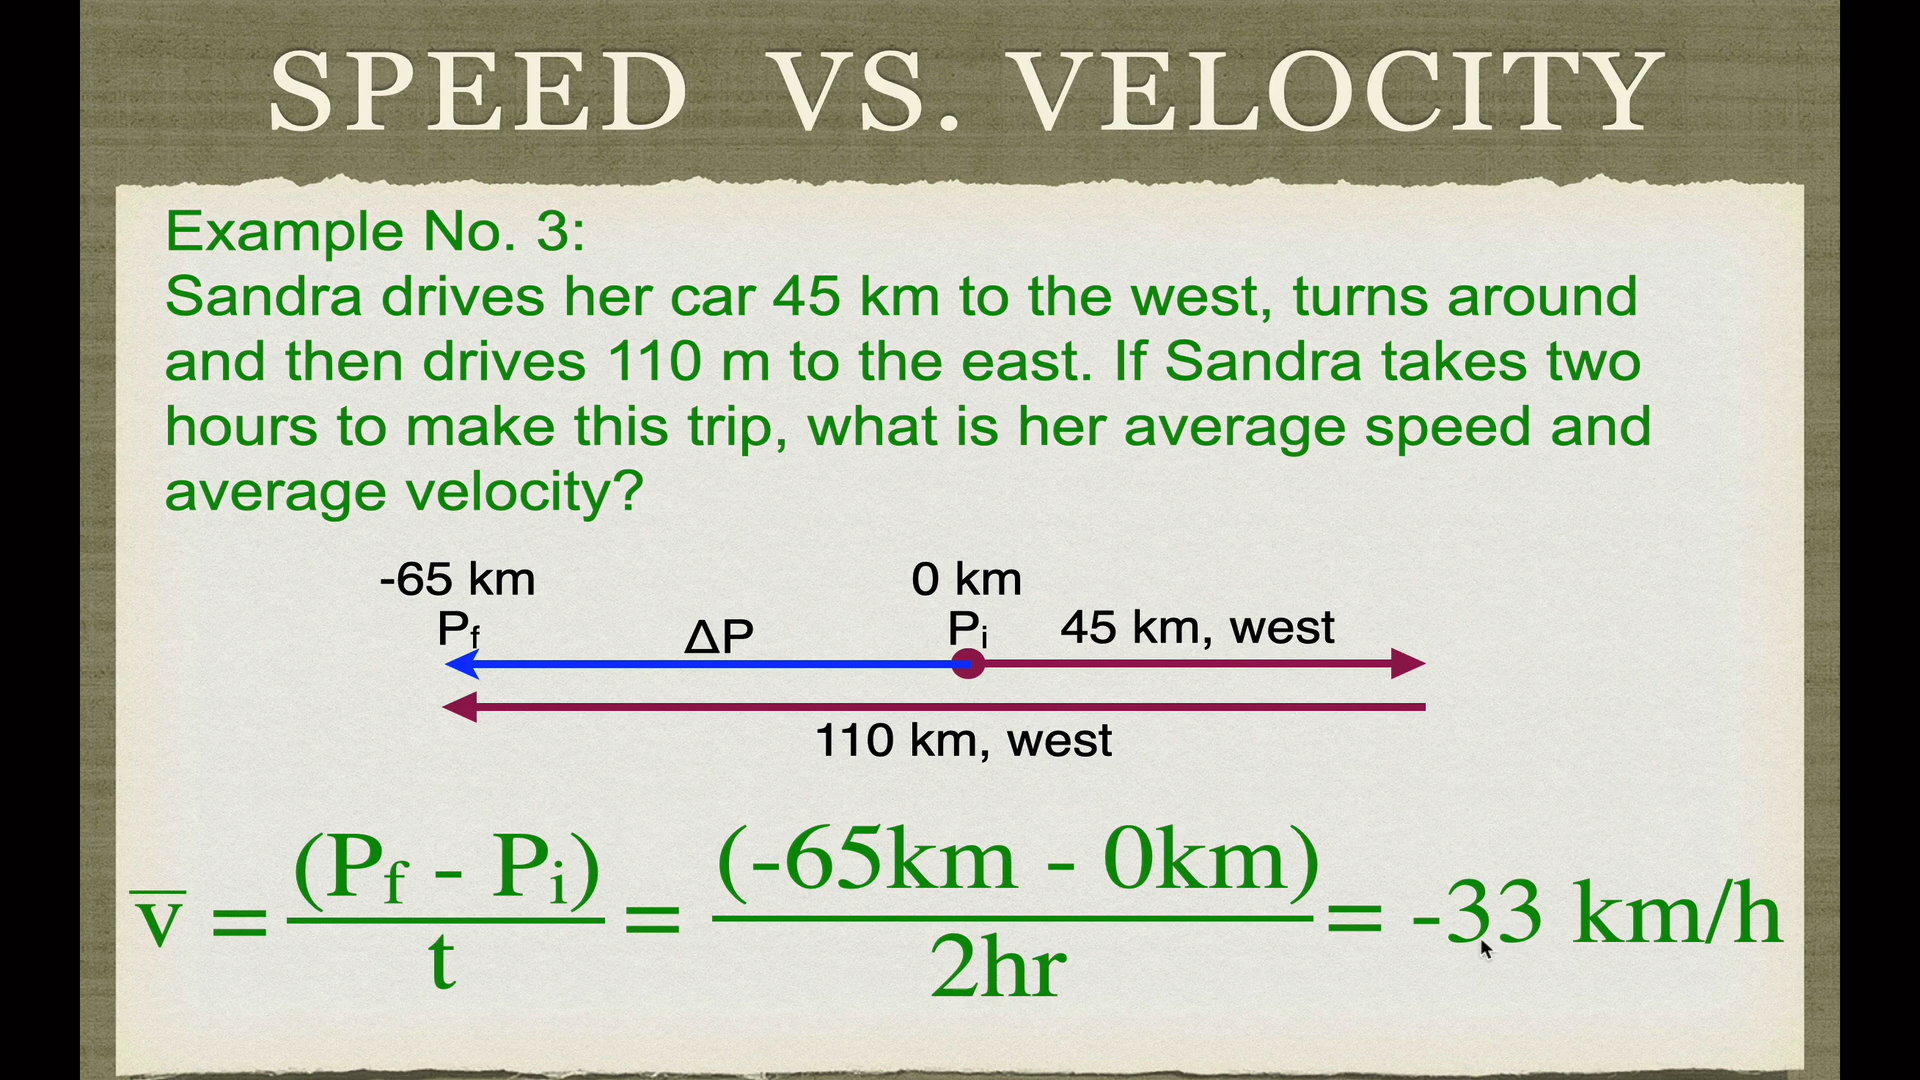 SPEED VS. VELOCITY
Example No. 3:
Sandra drives her car 45 km to the west, turns around
and then drives 110 m to the east. If Sandra takes two
hours to make this trip, what is her average speed and
average velocity?
-65 km 0 km
Pf ΔP Pi 45 km, west
110 km, west
v̅ = (Pf - Pi) / t = (-65km - 0km) / 2hr = -33 km/h